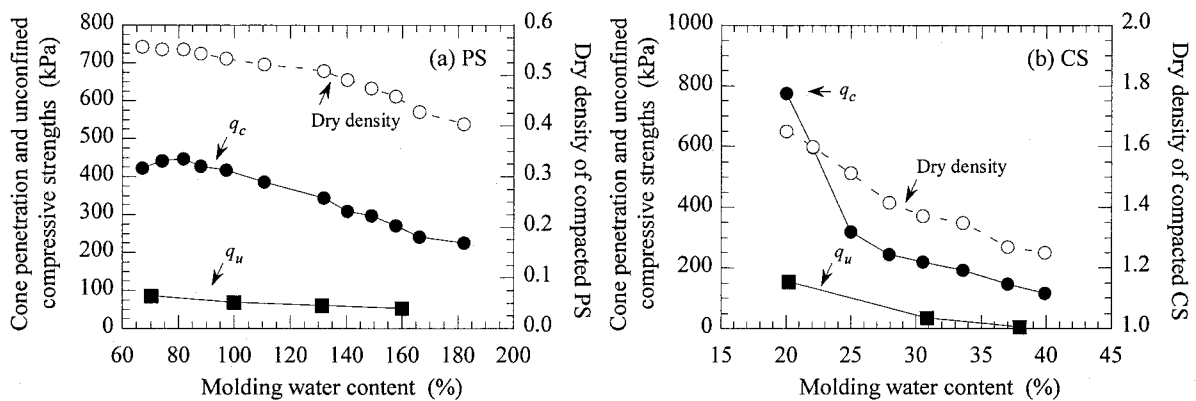 Cone penetration and unconfined
compressive strengths (kPa)
800
700
600
500
400
300
200
100
0
(a) PS
Dry density
q_c
q_u
60 80 100 120 140 160 180 200
Molding water content (%)
0.6
0.5
0.4
0.3
0.2
0.1
0.0
Dry density of compacted PS
Cone penetration and unconfined
compressive strengths (kPa)
1000
800
600
400
200
0
(b) CS
q_c
Dry density
q_u
15 20 25 30 35 40 45
Molding water content (%)
2.0
1.8
1.6
1.4
1.2
1.0
Dry density of compacted CS